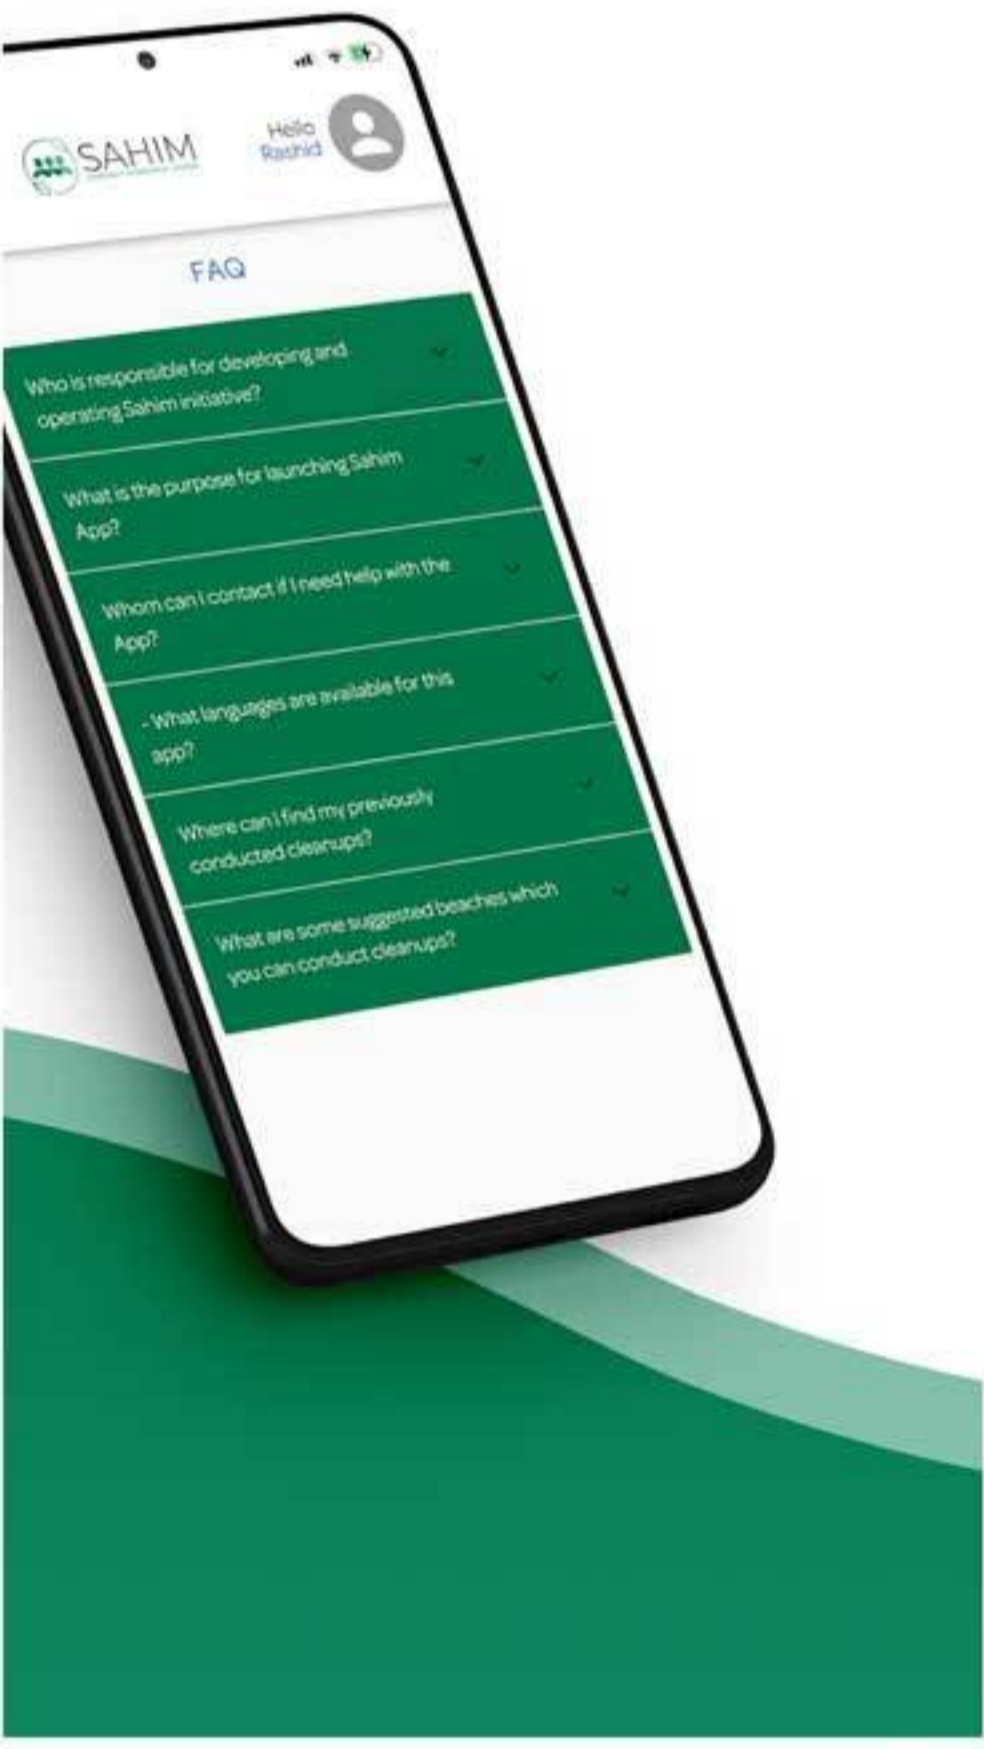 SAHIM
Hello
Rashid
FAQ
Who is responsible for developing and
operating Sahim initiative?
What is the purpose for launching Sahim
App?
Whom can I contact if I need help with the
App?
- What languages are available for this
app?
Where can I find my previously
conducted cleanups?
What are some suggested beaches which
you can conduct cleanups?